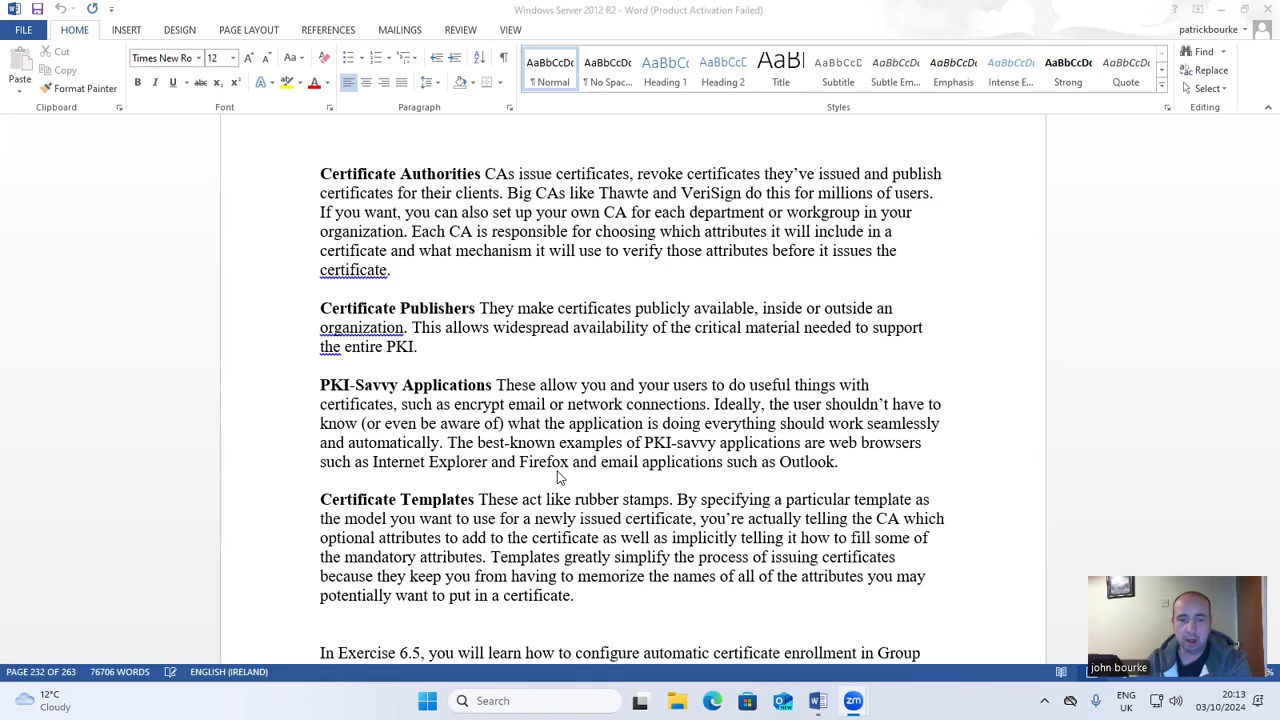 Windows Server 2012 R2 - Word (Product Activation Failed)
FILE HOME INSERT DESIGN PAGE LAYOUT REFERENCES MAILINGS REVIEW VIEW patrickbourke
Paste Cut Copy Format Painter
Clipboard
Times New Ro 12 Aa
B I U abc x₂ x² A A
Font
Paragraph
AaBbCcDc AaBbCcDc AaBbCc AaBbCcD AaBl AaBbCcD AaBbCcDc AaBbCcDc AaBbCcDc AaBbCcDc AaBbCcDc
¶ Normal ¶ No Spac... Heading 1 Heading 2 Title Subtitle Subtle Em... Emphasis Intense E... Strong Quote
Styles
Find
Replace
Select
Editing
Certificate Authorities CAs issue certificates, revoke certificates they've issued and publish
certificates for their clients. Big CAs like Thawte and VeriSign do this for millions of users.
If you want, you can also set up your own CA for each department or workgroup in your
organization. Each CA is responsible for choosing which attributes it will include in a
certificate and what mechanism it will use to verify those attributes before it issues the
certificate.
Certificate Publishers They make certificates publicly available, inside or outside an
organization. This allows widespread availability of the critical material needed to support
the entire PKI.
PKI-Savvy Applications These allow you and your users to do useful things with
certificates, such as encrypt email or network connections. Ideally, the user shouldn't have to
know (or even be aware of) what the application is doing everything should work seamlessly
and automatically. The best-known examples of PKI-savvy applications are web browsers
such as Internet Explorer and Firefox and email applications such as Outlook.
Certificate Templates These act like rubber stamps. By specifying a particular template as
the model you want to use for a newly issued certificate, you're actually telling the CA which
optional attributes to add to the certificate as well as implicitly telling it how to fill some of
the mandatory attributes. Templates greatly simplify the process of issuing certificates
because they keep you from having to memorize the names of all of the attributes you may
potentially want to put in a certificate.
In Exercise 6.5, you will learn how to configure automatic certificate enrollment in Group
john bourke
PAGE 232 OF 263 76706 WORDS ENGLISH (IRELAND)
12°C
Cloudy
Search
zm
ENG
UK
20:13
03/10/2024